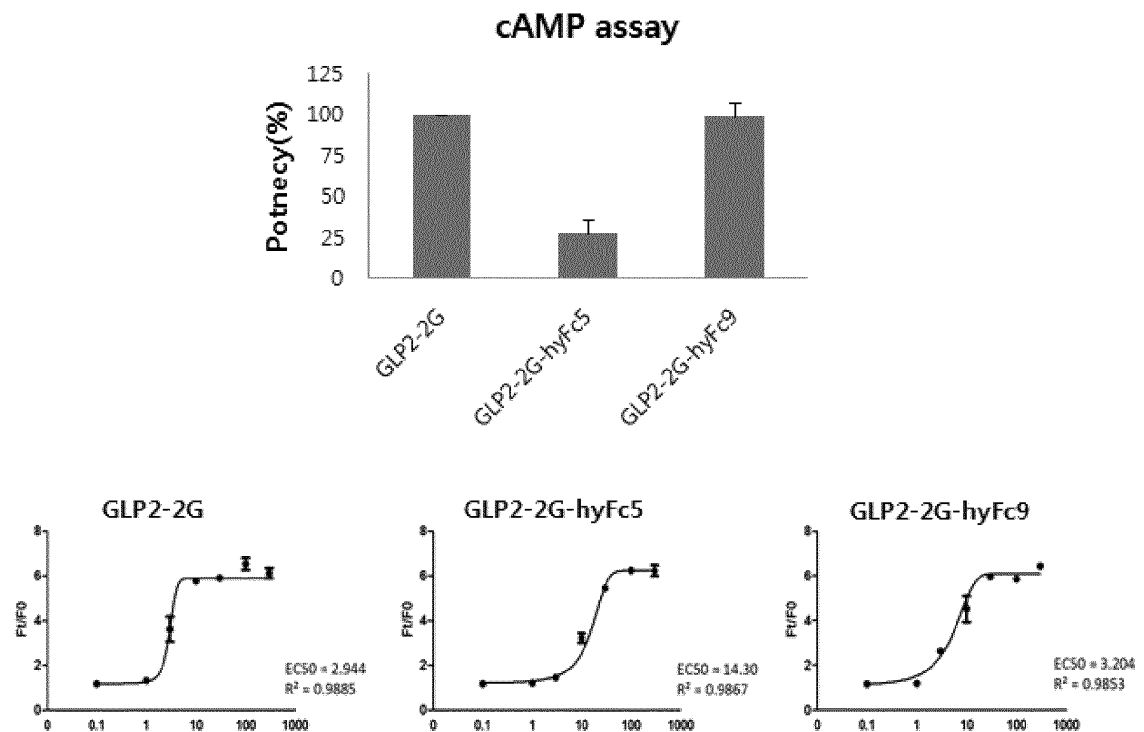 cAMP assay
Potnecy(%)
125
100
75
50
25
0
GLP2-2G
GLP2-2G-hyFc5
GLP2-2G-hyFc9
GLP2-2G
Ft/F0
8
6
4
2
0
EC50 = 2.944
R² = 0.9885
0 0.1 1 10 100 1000
GLP2-2G-hyFc5
Ft/F0
8
6
4
2
0
EC50 = 14.30
R² = 0.9867
0 0.1 1 10 100 1000
GLP2-2G-hyFc9
Ft/F0
8
6
4
2
0
EC50 = 3.204
R² = 0.9853
0 0.1 1 10 100 1000